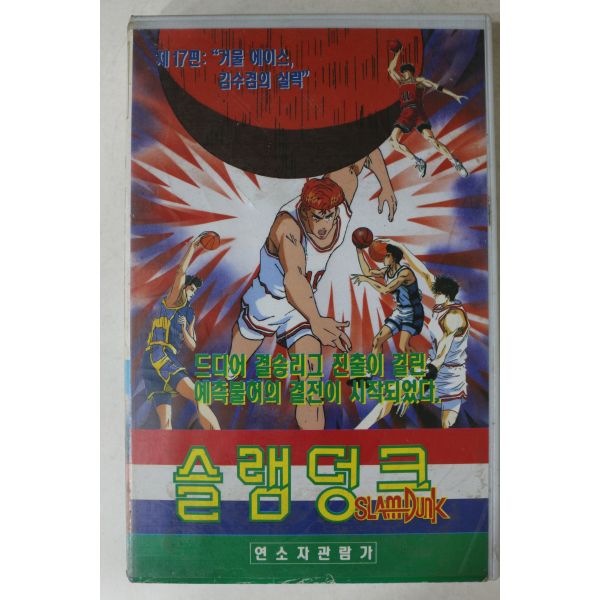 제17편: "거물 에이스,
김수겸의 실력"
드디어 결승리그 진출이 걸린
예측불허의 결전이 시작되었다.
슬램덩크
SLAM DUNK
연소자관람가